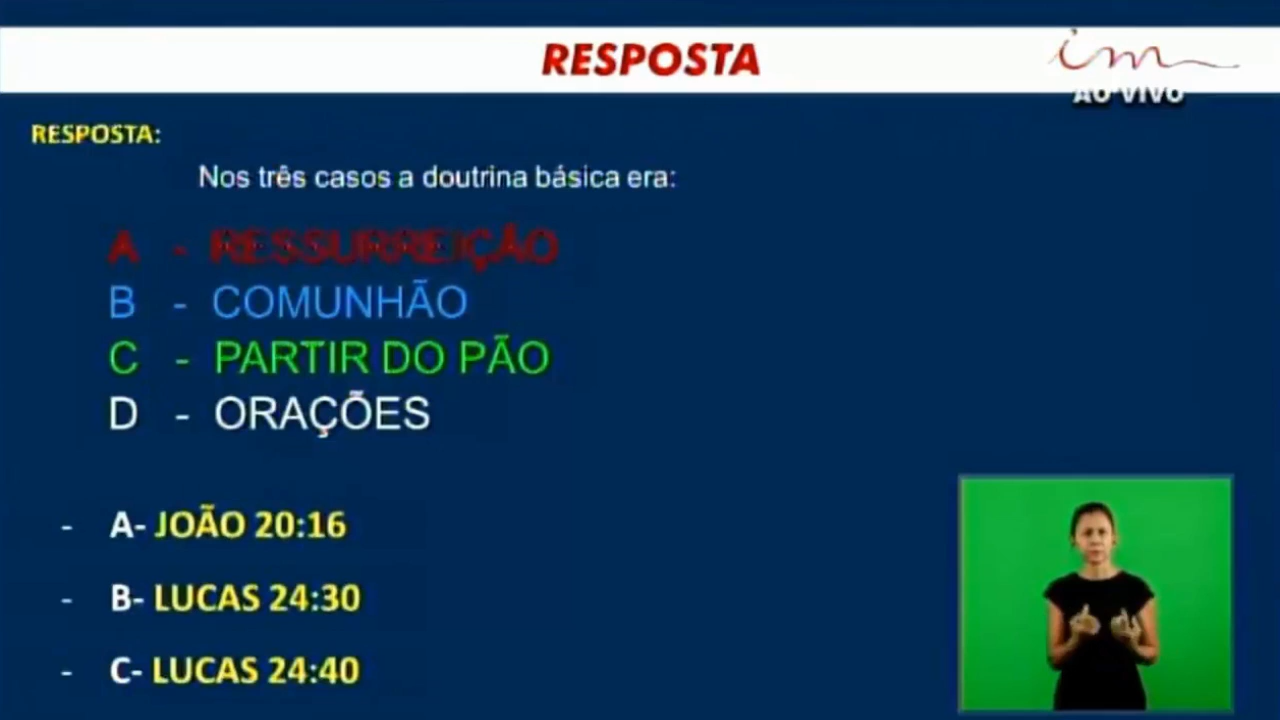 RESPOSTA
im
AO VIVO
RESPOSTA:
Nos três casos a doutrina básica era:
A - RESSURREIÇÃO
B - COMUNHÃO
C - PARTIR DO PÃO
D - ORAÇÕES
- A- JOÃO 20:16
- B- LUCAS 24:30
- C- LUCAS 24:40